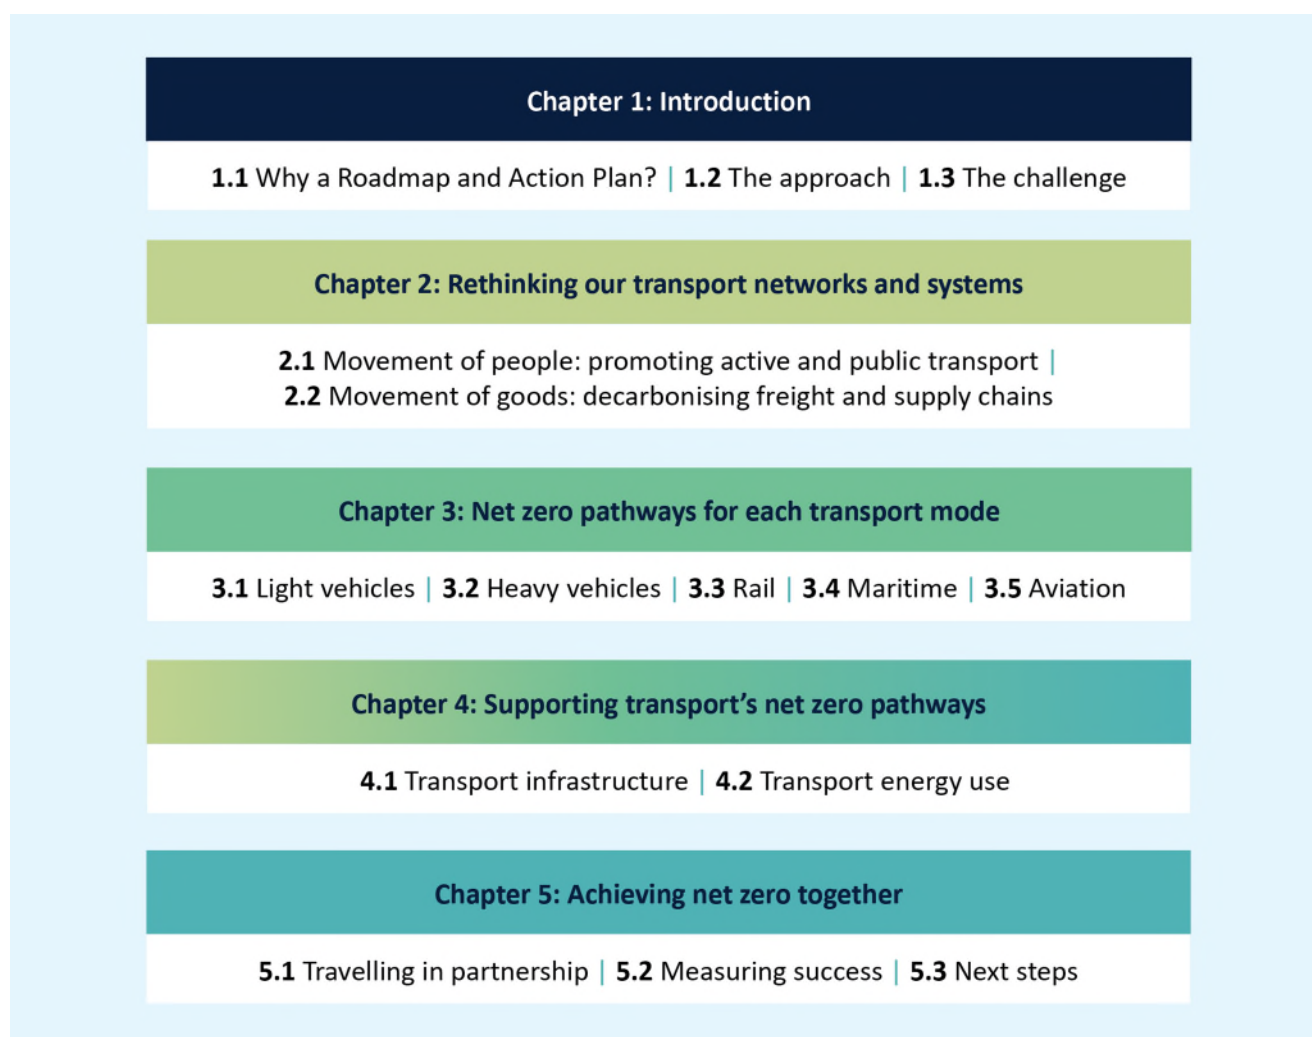 Chapter 1: Introduction
1.1 Why a Roadmap and Action Plan? | 1.2 The approach | 1.3 The challenge
Chapter 2: Rethinking our transport networks and systems
2.1 Movement of people: promoting active and public transport |
2.2 Movement of goods: decarbonising freight and supply chains
Chapter 3: Net zero pathways for each transport mode
3.1 Light vehicles | 3.2 Heavy vehicles | 3.3 Rail | 3.4 Maritime | 3.5 Aviation
Chapter 4: Supporting transport’s net zero pathways
4.1 Transport infrastructure | 4.2 Transport energy use
Chapter 5: Achieving net zero together
5.1 Travelling in partnership | 5.2 Measuring success | 5.3 Next steps